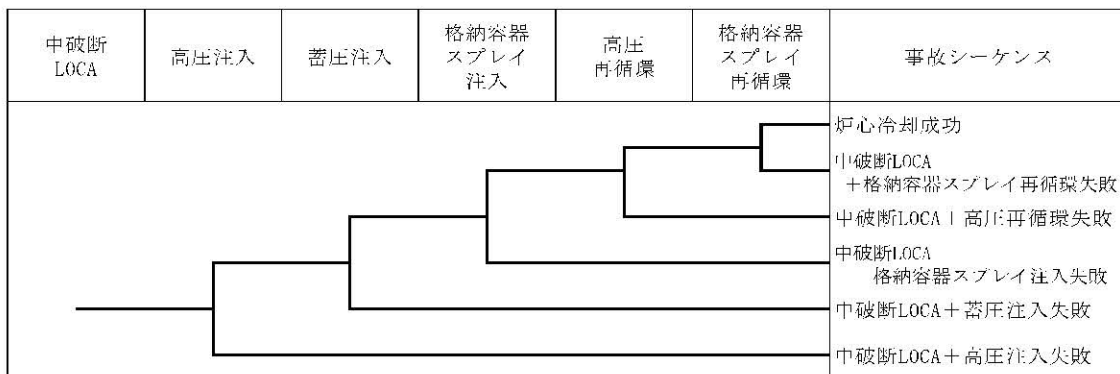 中破断
LOCA
高圧注入
蓄圧注入
格納容器
スプレイ
注入
高圧
再循環
格納容器
スプレイ
再循環
事故シーケンス
炉心冷却成功
中破断LOCA
＋格納容器スプレイ再循環失敗
中破断LOCA＋高圧再循環失敗
中破断LOCA
格納容器スプレイ注入失敗
中破断LOCA＋蓄圧注入失敗
中破断LOCA＋高圧注入失敗